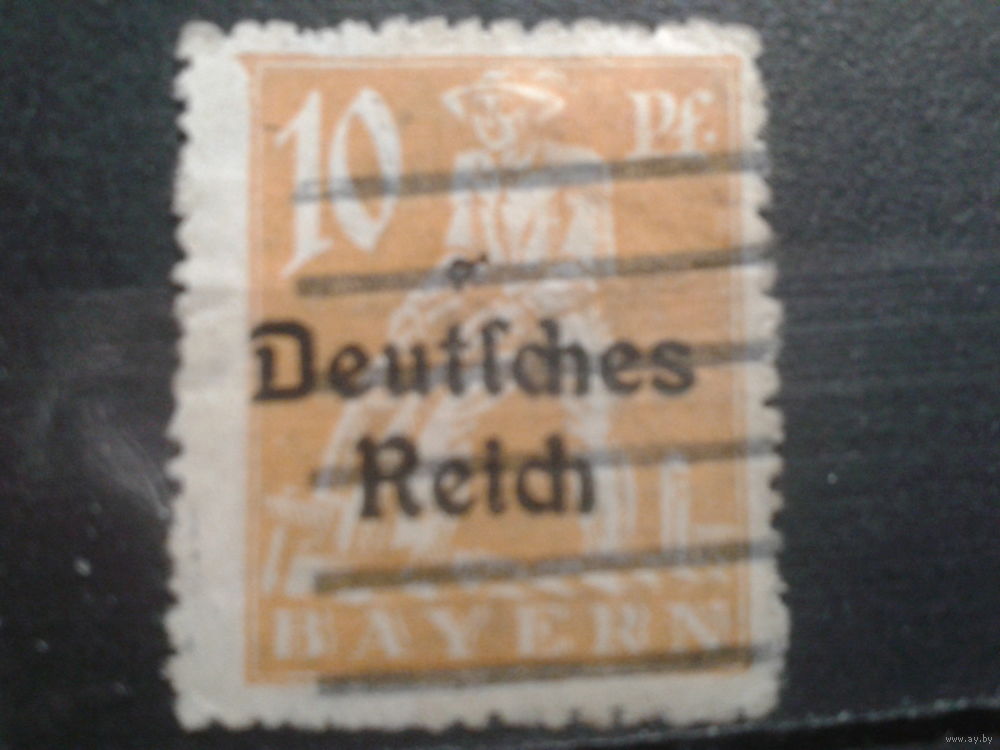 10 Pf.
Deutſches
Reich
BAYERN
www.ay.by